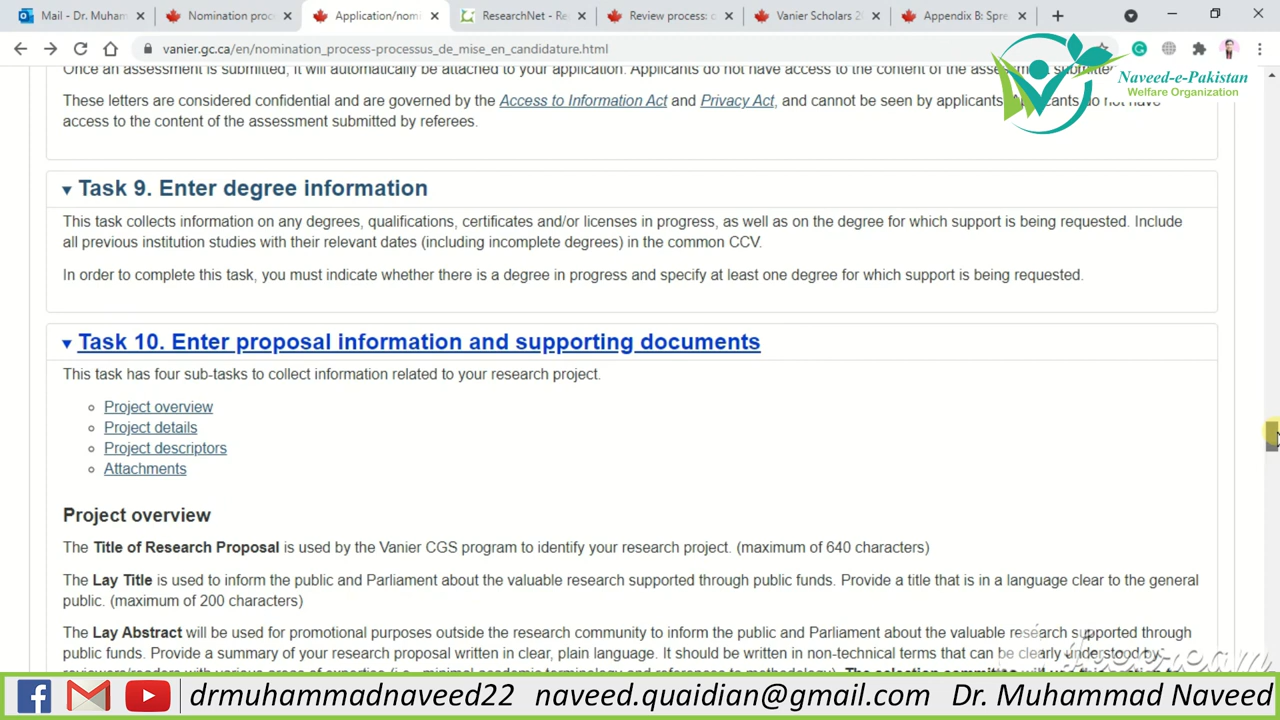 Mail - Dr. Muham
Nomination proc
Application/nomi
ResearchNet - Re
Review process: c
Vanier Scholars 20
Appendix B: Spre
vanier.gc.ca/en/nomination_process-processus_de_mise_en_candidature.html
Naveed-e-Pakistan
Welfare Organization
Once an assessment is submitted, it will automatically be attached to your application. Applicants do not have access to the content of the assessment submitted
These letters are considered confidential and are governed by the Access to Information Act and Privacy Act, and cannot be seen by applicants. Applicants do not have
access to the content of the assessment submitted by referees.
Task 9. Enter degree information
This task collects information on any degrees, qualifications, certificates and/or licenses in progress, as well as on the degree for which support is being requested. Include
all previous institution studies with their relevant dates (including incomplete degrees) in the common CCV.
In order to complete this task, you must indicate whether there is a degree in progress and specify at least one degree for which support is being requested.
Task 10. Enter proposal information and supporting documents
This task has four sub-tasks to collect information related to your research project.
Project overview
Project details
Project descriptors
Attachments
Project overview
The Title of Research Proposal is used by the Vanier CGS program to identify your research project. (maximum of 640 characters)
The Lay Title is used to inform the public and Parliament about the valuable research supported through public funds. Provide a title that is in a language clear to the general
public. (maximum of 200 characters)
The Lay Abstract will be used for promotional purposes outside the research community to inform the public and Parliament about the valuable research supported through
public funds. Provide a summary of your research proposal written in clear, plain language. It should be written in non-technical terms that can be clearly understood by
drmuhammadnaveed22 naveed.quaidian@gmail.com Dr. Muhammad Naveed